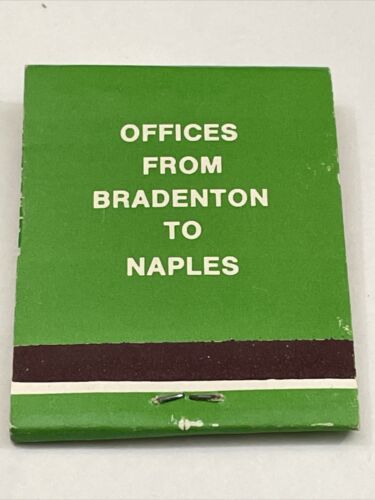 OFFICES
FROM
BRADENTON
TO
NAPLES